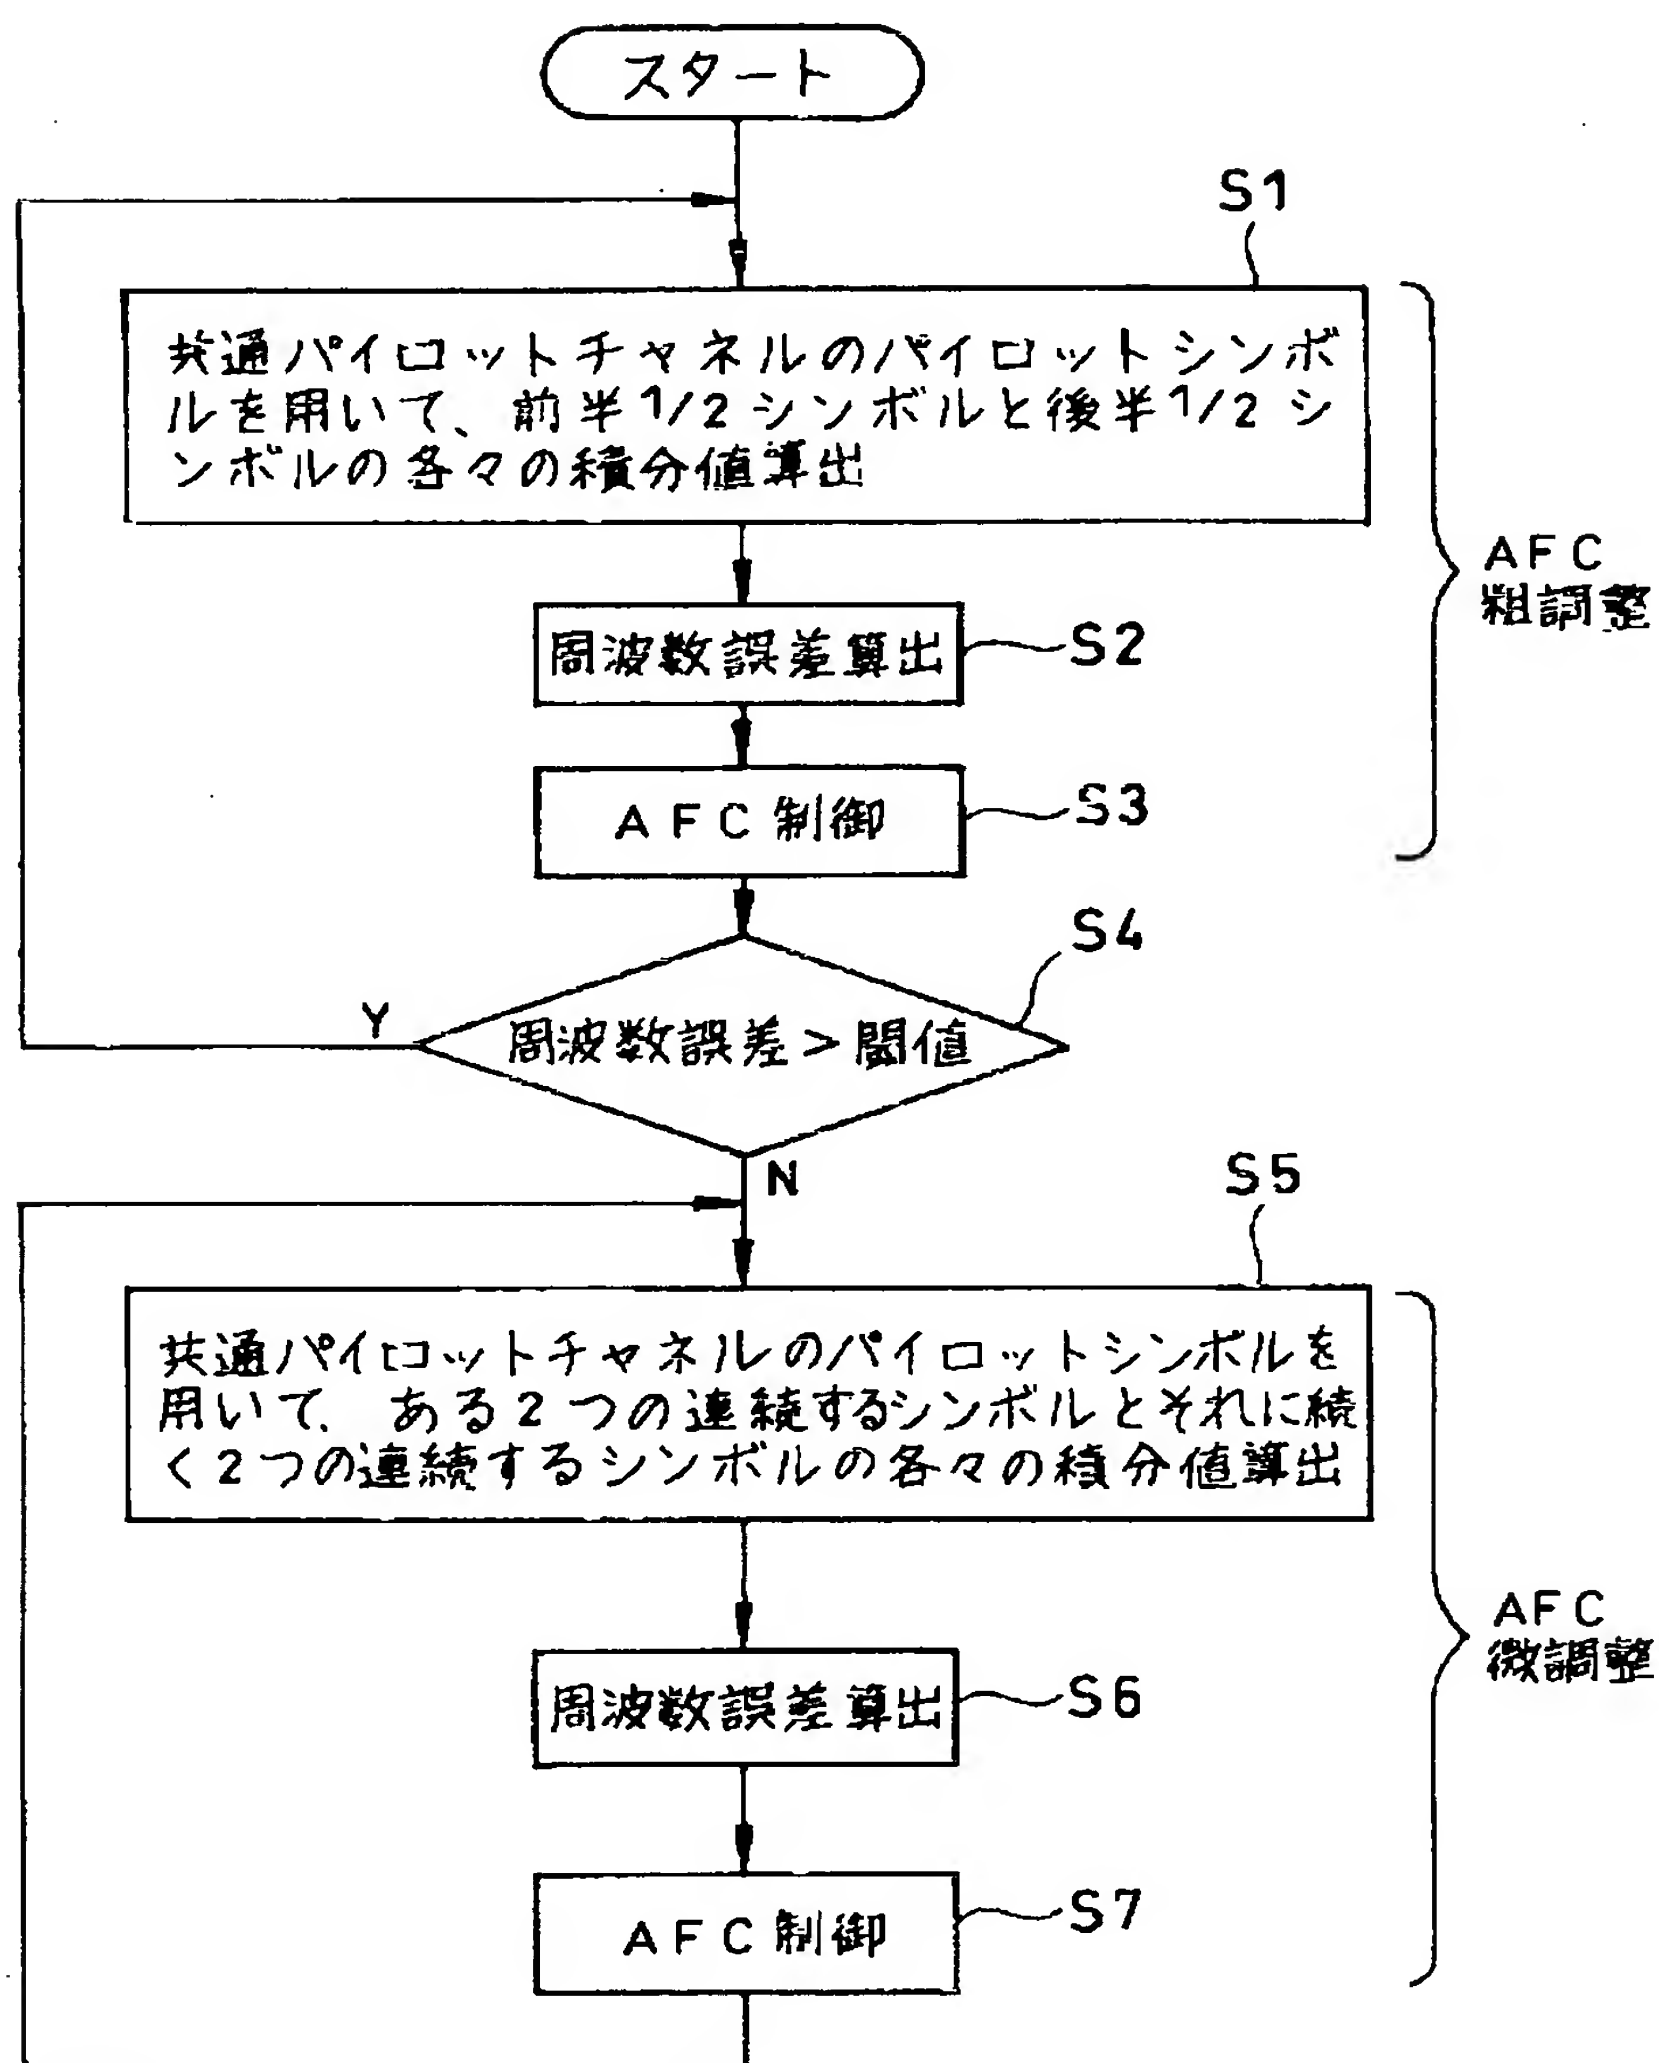 スタート
S1
共通パイロットチャネルのパイロットシンボ
ルを用いて、前半1/2シンボルと後半1/2シ
ンボルの各々の積分値算出
AFC
粗調整
周波数誤差算出
S2
AFC制御
S3
S4
Y
周波数誤差>閾値
N
S5
共通パイロットチャネルのパイロットシンボルを
用いて、ある2つの連続するシンボルとそれに続
く2つの連続するシンボルの各々の積分値算出
AFC
微調整
周波数誤差算出
S6
AFC制御
S7